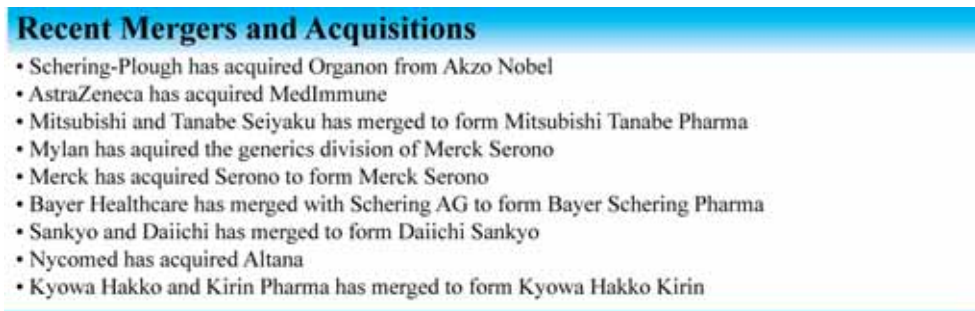 Recent Mergers and Acquisitions
• Schering-Plough has acquired Organon from Akzo Nobel
• AstraZeneca has acquired MedImmune
• Mitsubishi and Tanabe Seiyaku has merged to form Mitsubishi Tanabe Pharma
• Mylan has aquired the generics division of Merck Serono
• Merck has acquired Serono to form Merck Serono
• Bayer Healthcare has merged with Schering AG to form Bayer Schering Pharma
• Sankyo and Daiichi has merged to form Daiichi Sankyo
• Nycomed has acquired Altana
• Kyowa Hakko and Kirin Pharma has merged to form Kyowa Hakko Kirin